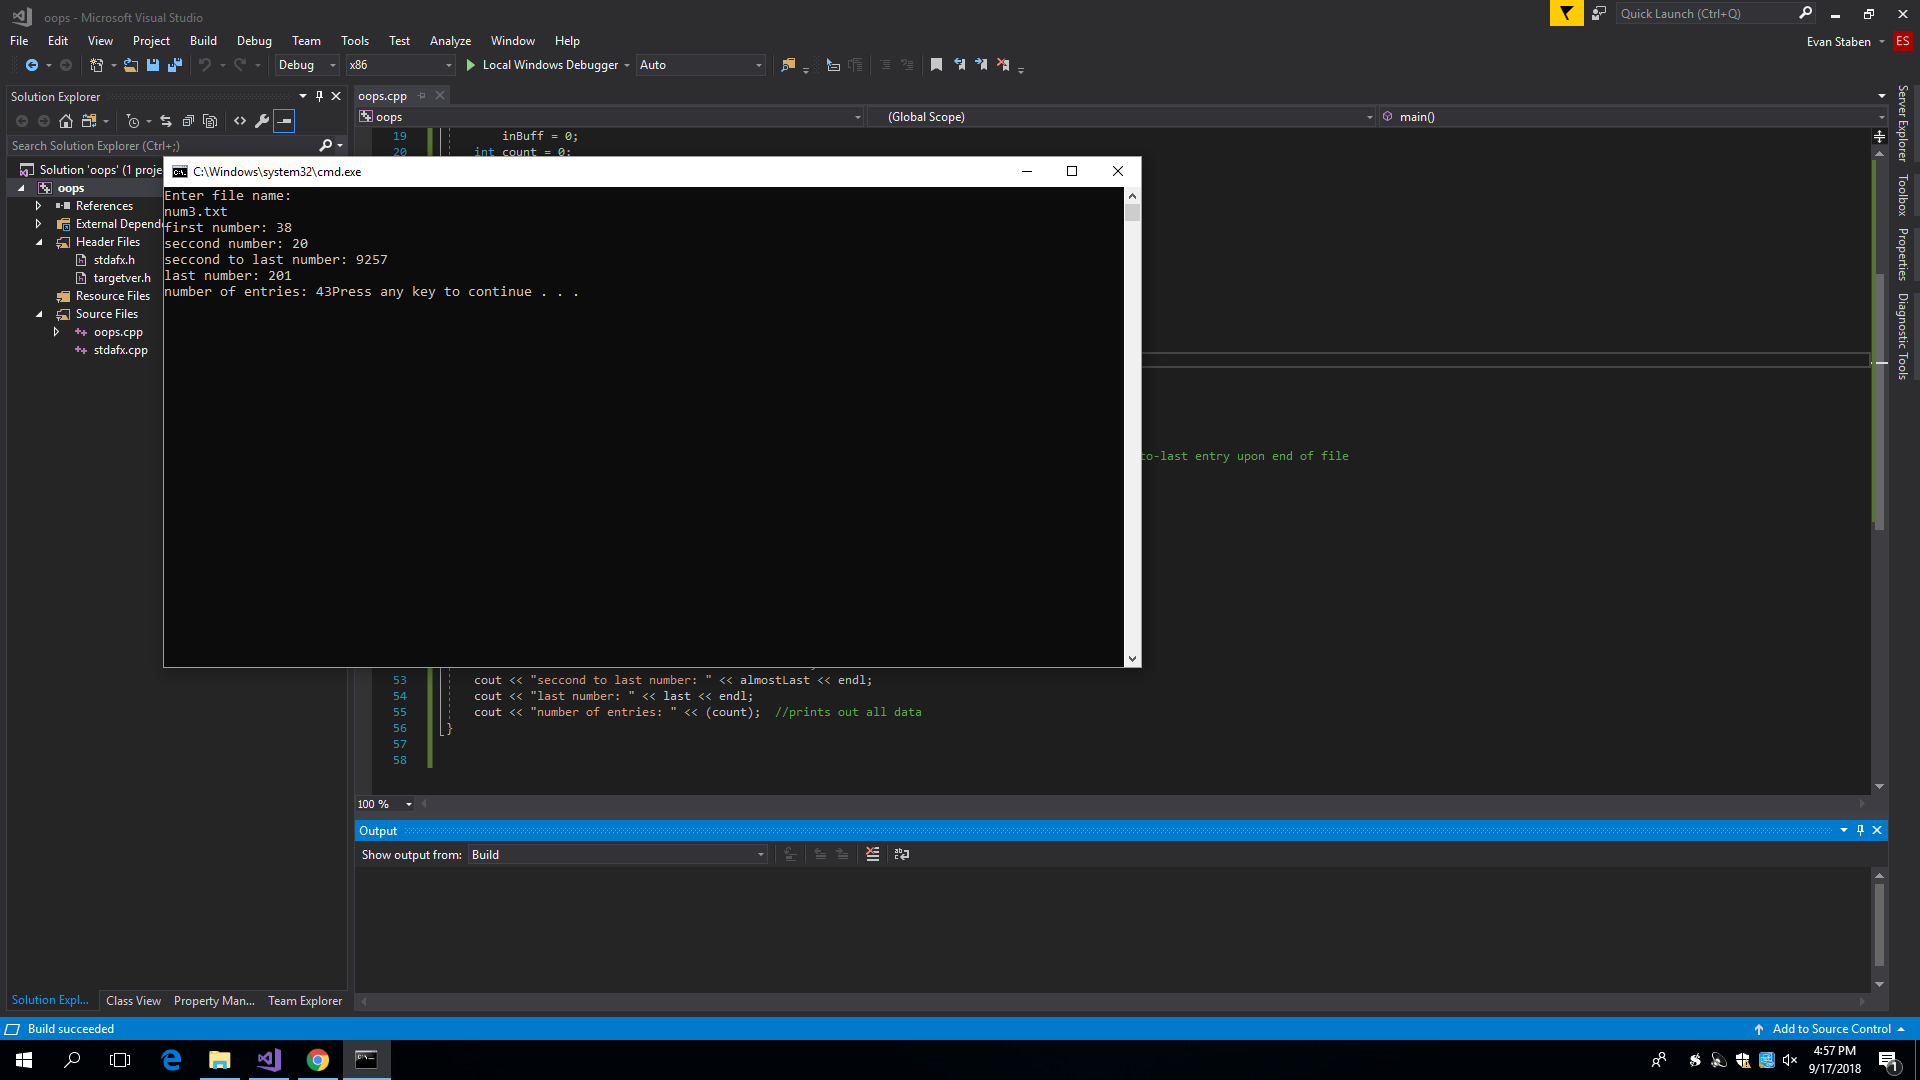 oops - Microsoft Visual Studio
Quick Launch (Ctrl+Q)
File Edit View Project Build Debug Team Tools Test Analyze Window Help
Evan Staben ES
Debug x86 Local Windows Debugger Auto
Solution Explorer
Search Solution Explorer (Ctrl+;)
Solution 'oops' (1 proje
oops
References
External Depend
Header Files
stdafx.h
targetver.h
Resource Files
Source Files
oops.cpp
stdafx.cpp
oops.cpp
oops (Global Scope) main()
19 inBuff = 0;
20 int count = 0;
C:\Windows\system32\cmd.exe
Enter file name:
num3.txt
first number: 38
seccond number: 20
seccond to last number: 9257
last number: 201
number of entries: 43Press any key to continue . . .
to-last entry upon end of file
53 cout << "seccond to last number: " << almostLast << endl;
54 cout << "last number: " << last << endl;
55 cout << "number of entries: " << (count); //prints out all data
56 }
57
58
100 %
Output
Show output from: Build
Server Explorer
Toolbox
Properties
Diagnostic Tools
Solution Expl... Class View Property Man... Team Explorer
Build succeeded
Add to Source Control
4:57 PM
9/17/2018
1